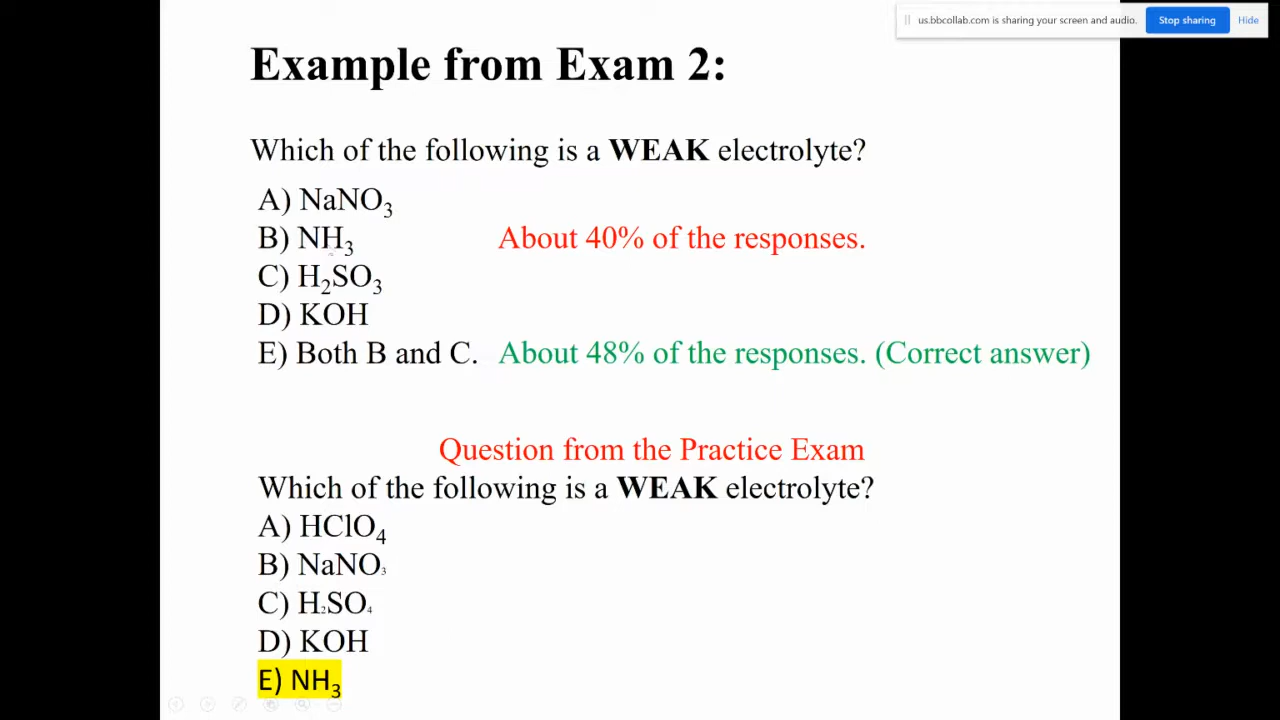 us.bbcollab.com is sharing your screen and audio. Stop sharing Hide
Example from Exam 2:
Which of the following is a WEAK electrolyte?
A) NaNO₃
B) NH₃ About 40% of the responses.
C) H₂SO₃
D) KOH
E) Both B and C. About 48% of the responses. (Correct answer)
Question from the Practice Exam
Which of the following is a WEAK electrolyte?
A) HClO₄
B) NaNO₃
C) H₂SO₄
D) KOH
E) NH₃